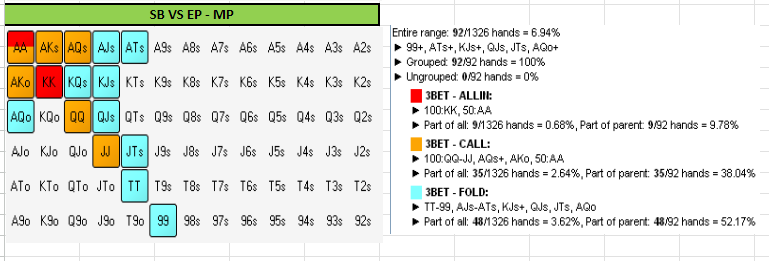 SB VS EP - MP
AA AKs AQs AJs ATs A9s A8s A7s A6s A5s A4s A3s A2s
AKo KK KQs KJs KTs K9s K8s K7s K6s K5s K4s K3s K2s
AQo KQo QQ QJs QTs Q9s Q8s Q7s Q6s Q5s Q4s Q3s Q2s
AJo KJo QJo JJ JTs J9s J8s J7s J6s J5s J4s J3s J2s
ATo KTo QTo JTo TT T9s T8s T7s T6s T5s T4s T3s T2s
A9o K9o Q9o J9o T9o 99 98s 97s 96s 95s 94s 93s 92s
Entire range: 92/1326 hands = 6.94%
99+, ATs+, KJs+, QJs, JTs, AQo+
Grouped: 92/92 hands = 100%
Ungrouped: 0/92 hands = 0%
3BET - ALLIN:
100:KK, 50:AA
Part of all: 9/1326 hands = 0.68%, Part of parent: 9/92 hands = 9.78%
3BET - CALL:
100:QQ-JJ, AQs+, AKo, 50:AA
Part of all: 35/1326 hands = 2.64%, Part of parent: 35/92 hands = 38.04%
3BET - FOLD:
TT-99, AJs-ATs, KJs+, QJs, JTs, AQo
Part of all: 48/1326 hands = 3.62%, Part of parent: 48/92 hands = 52.17%